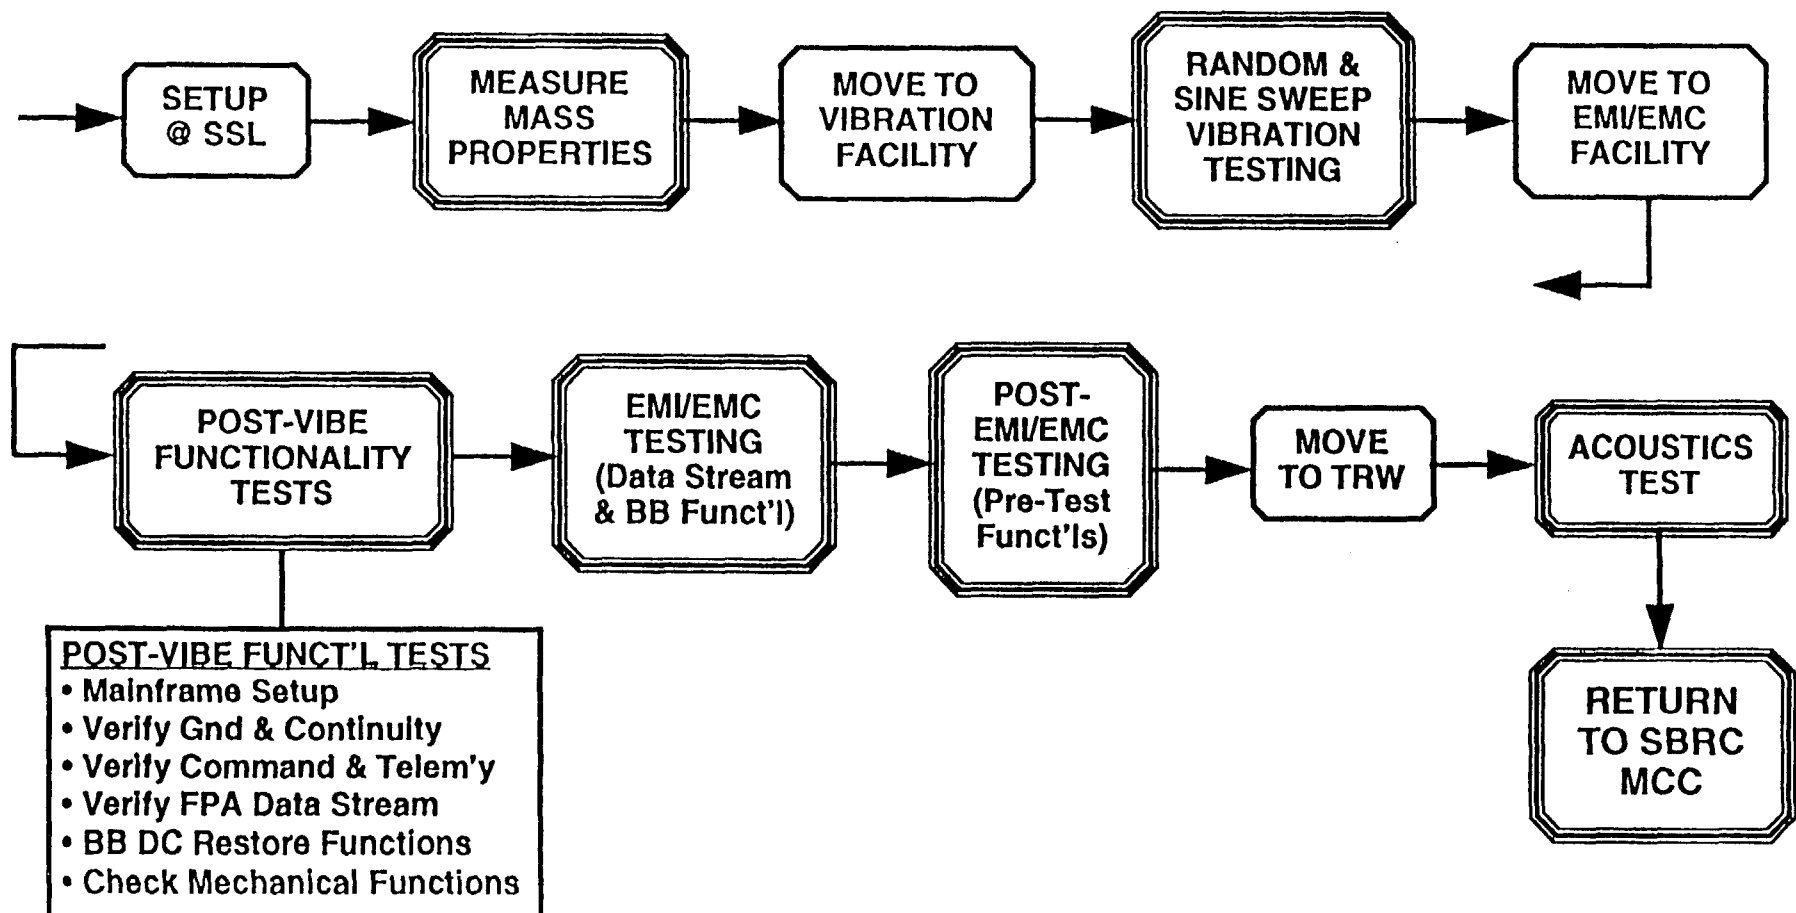 SETUP
@ SSL
MEASURE
MASS
PROPERTIES
MOVE TO
VIBRATION
FACILITY
RANDOM &
SINE SWEEP
VIBRATION
TESTING
MOVE TO
EMI/EMC
FACILITY
POST-VIBE
FUNCTIONALITY
TESTS
EMI/EMC
TESTING
(Data Stream
& BB Funct'l)
POST-
EMI/EMC
TESTING
(Pre-Test
Funct'ls)
MOVE
TO TRW
ACOUSTICS
TEST
RETURN
TO SBRC
MCC
POST-VIBE FUNCT'L TESTS
• Mainframe Setup
• Verify Gnd & Continuity
• Verify Command & Telem'y
• Verify FPA Data Stream
• BB DC Restore Functions
• Check Mechanical Functions